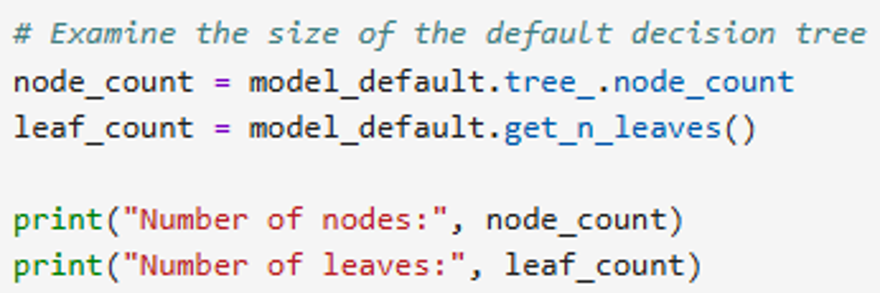 # Examine the size of the default decision tree
node_count = model_default.tree_.node_count
leaf_count = model_default.get_n_leaves()
print("Number of nodes:", node_count)
print("Number of leaves:", leaf_count)